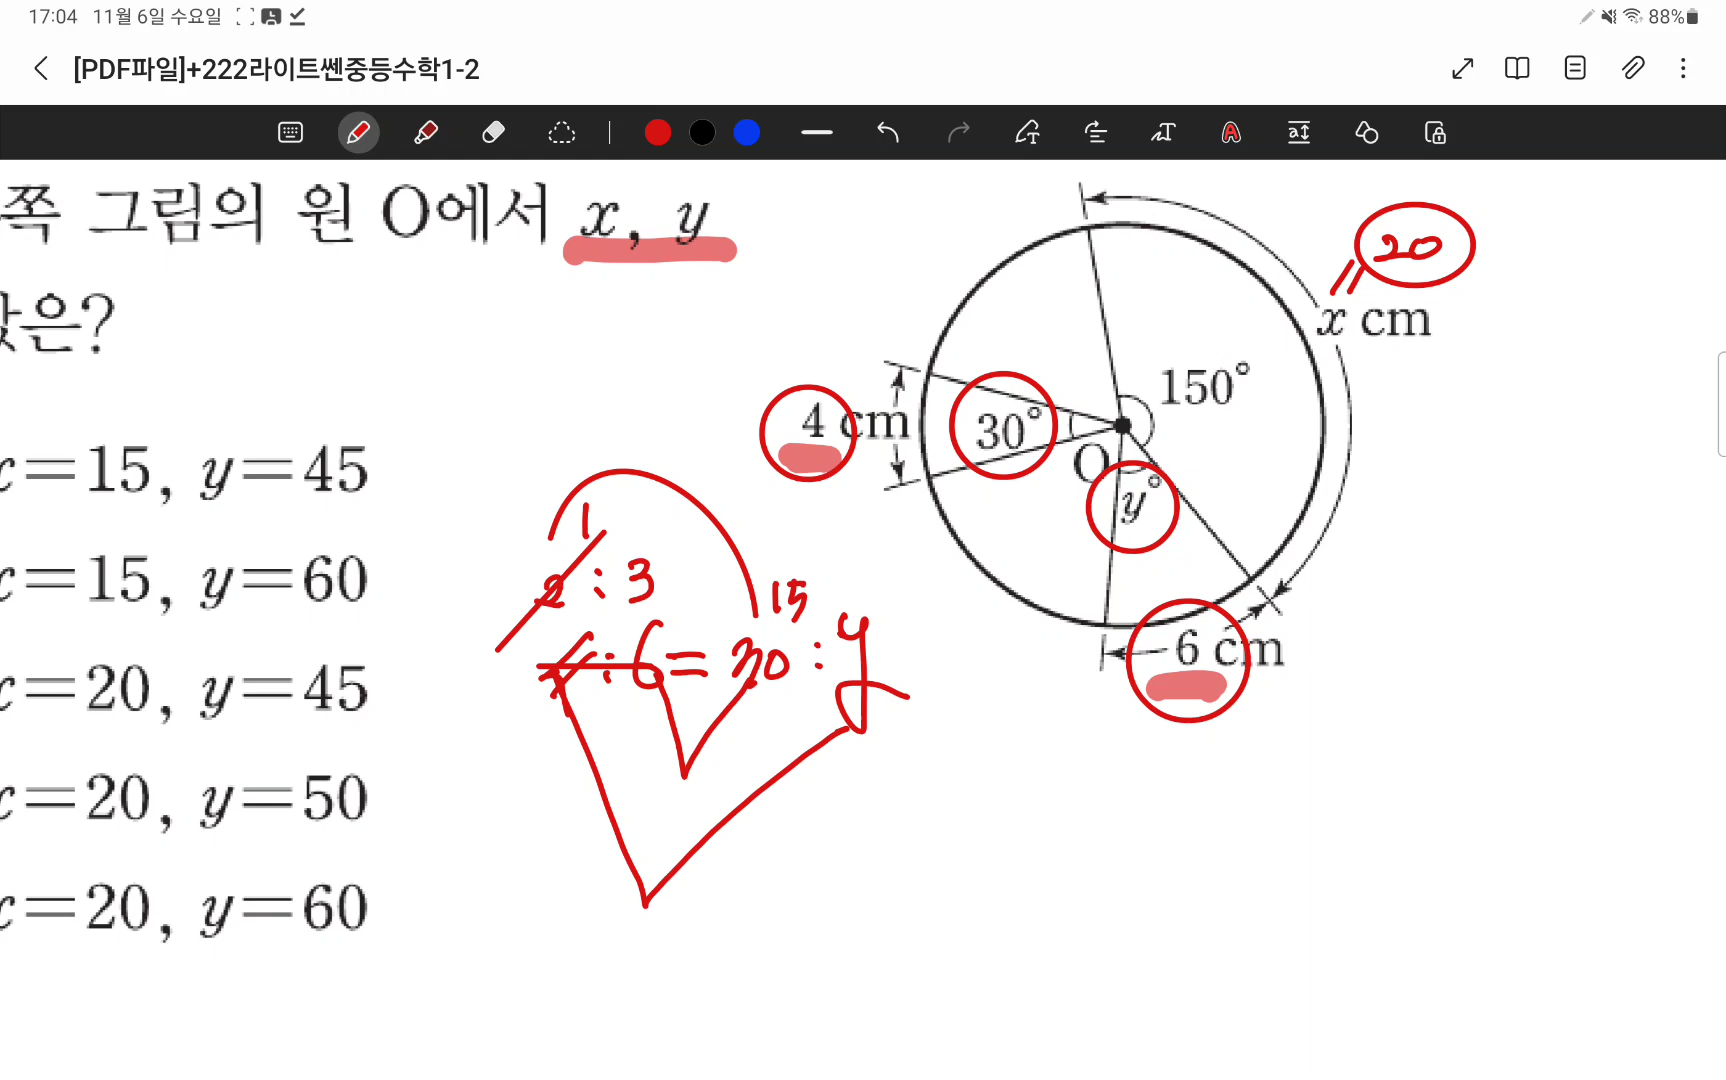 17:04 11월 6일 수요일
88%
[PDF파일]+222라이트쎈중등수학1-2
쪽 그림의 원 O에서 x, y
값은?
x=15, y=45
x=15, y=60
x=20, y=45
x=20, y=50
x=20, y=60
20
x cm
150°
4 cm
30°
O
y°
6 cm
1
2 : 3
15
4 : 6 = 30 : y